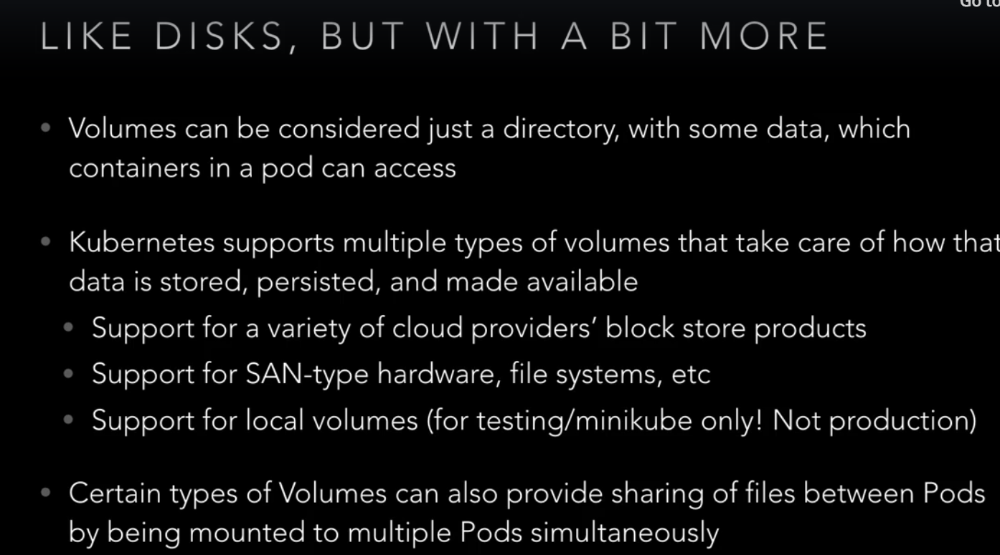 Go to
LIKE DISKS, BUT WITH A BIT MORE
• Volumes can be considered just a directory, with some data, which
containers in a pod can access
• Kubernetes supports multiple types of volumes that take care of how that
data is stored, persisted, and made available
• Support for a variety of cloud providers’ block store products
• Support for SAN-type hardware, file systems, etc
• Support for local volumes (for testing/minikube only! Not production)
• Certain types of Volumes can also provide sharing of files between Pods
by being mounted to multiple Pods simultaneously